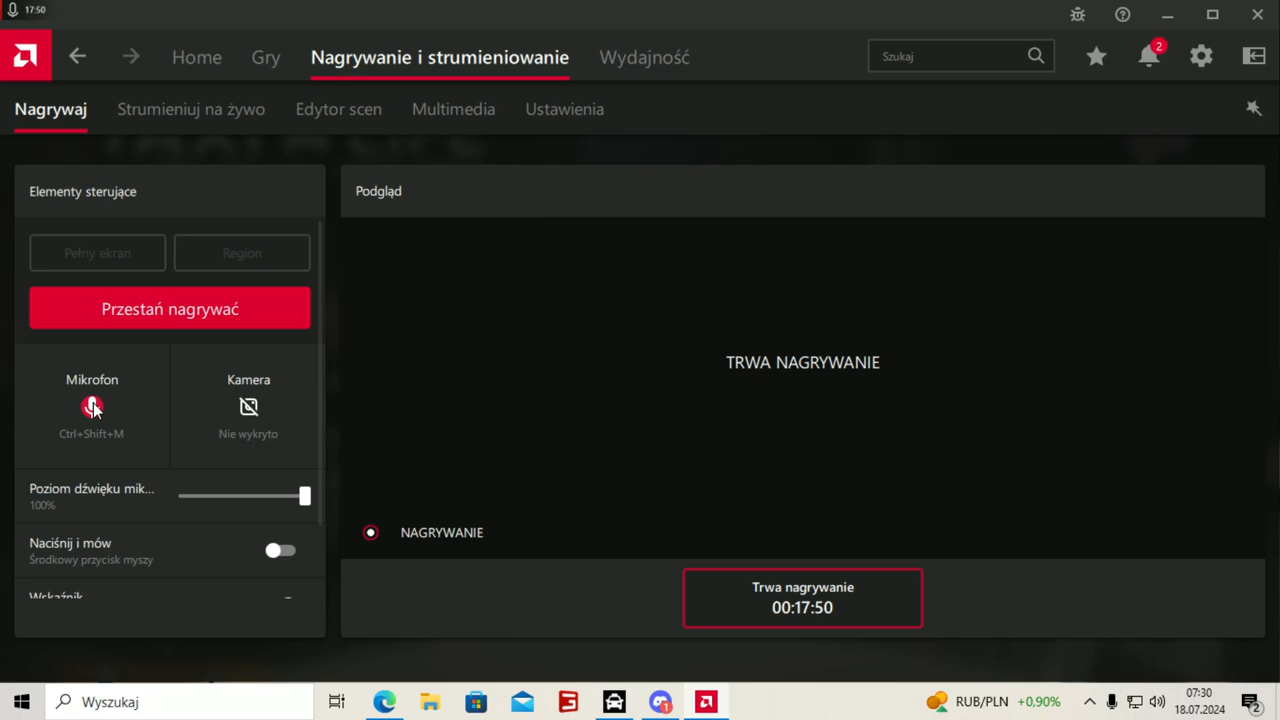 17:50
2
Home
Gry
Nagrywanie i strumieniowanie
Wydajność
Szukaj
Nagrywaj
Strumieniuj na żywo
Edytor scen
Multimedia
Ustawienia
Elementy sterujące
Podgląd
Pełny ekran
Region
Przestań nagrywać
TRWA NAGRYWANIE
Mikrofon
Kamera
Ctrl+Shift+M
Nie wykryto
Poziom dźwięku mik...
100%
Naciśnij i mów
Środkowy przycisk myszy
NAGRYWANIE
Wskaźnik
Trwa nagrywanie
00:17:50
Wyszukaj
1
RUB/PLN +0,90%
07:30
18.07.2024
2